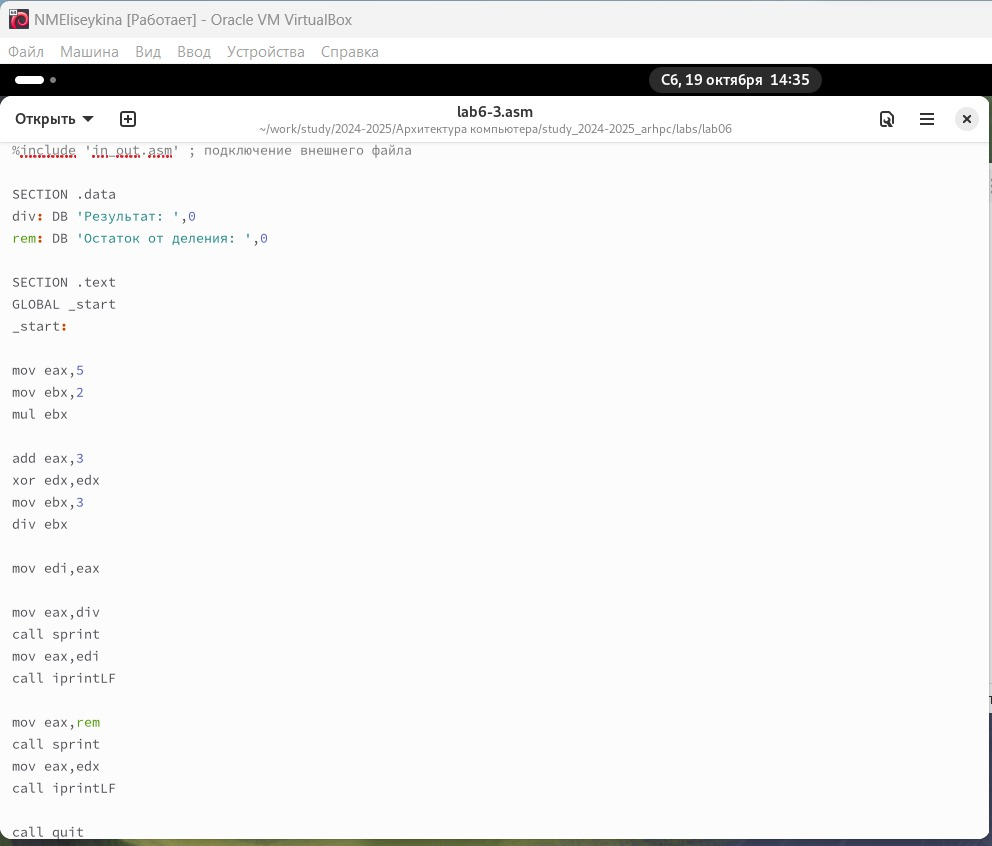 NMEliseykina [Работает] - Oracle VM VirtualBox
Файл Машина Вид Ввод Устройства Справка
Сб, 19 октября 14:35
Открыть
lab6-3.asm
~/work/study/2024-2025/Архитектура компьютера/study_2024-2025_arhpc/labs/lab06
%include 'in_out.asm' ; подключение внешнего файла
SECTION .data
div: DB 'Результат: ',0
rem: DB 'Остаток от деления: ',0
SECTION .text
GLOBAL _start
_start:
mov eax,5
mov ebx,2
mul ebx
add eax,3
xor edx,edx
mov ebx,3
div ebx
mov edi,eax
mov eax,div
call sprint
mov eax,edi
call iprintLF
mov eax,rem
call sprint
mov eax,edx
call iprintLF
call quit